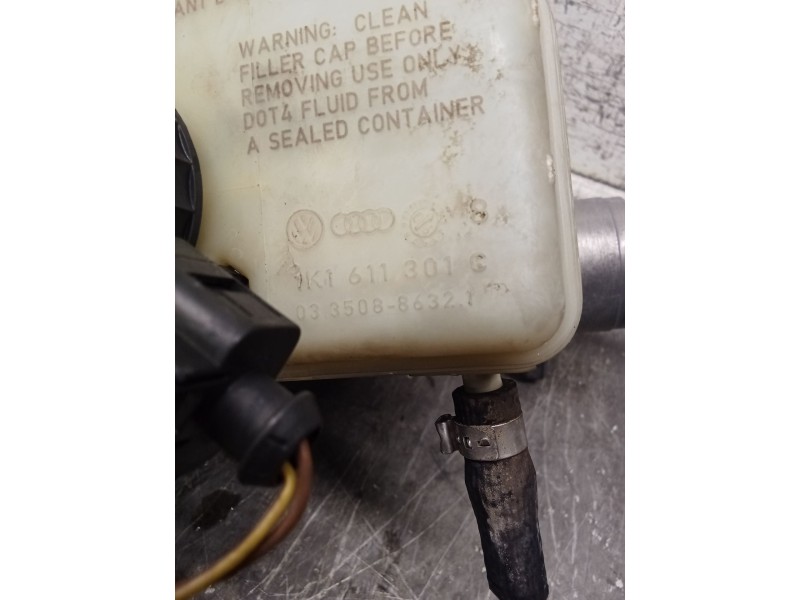 WARNING: CLEAN
FILLER CAP BEFORE
REMOVING USE ONLY
DOT4 FLUID FROM
A SEALED CONTAINER
1K1 611 301 C
03.3508-8632.1